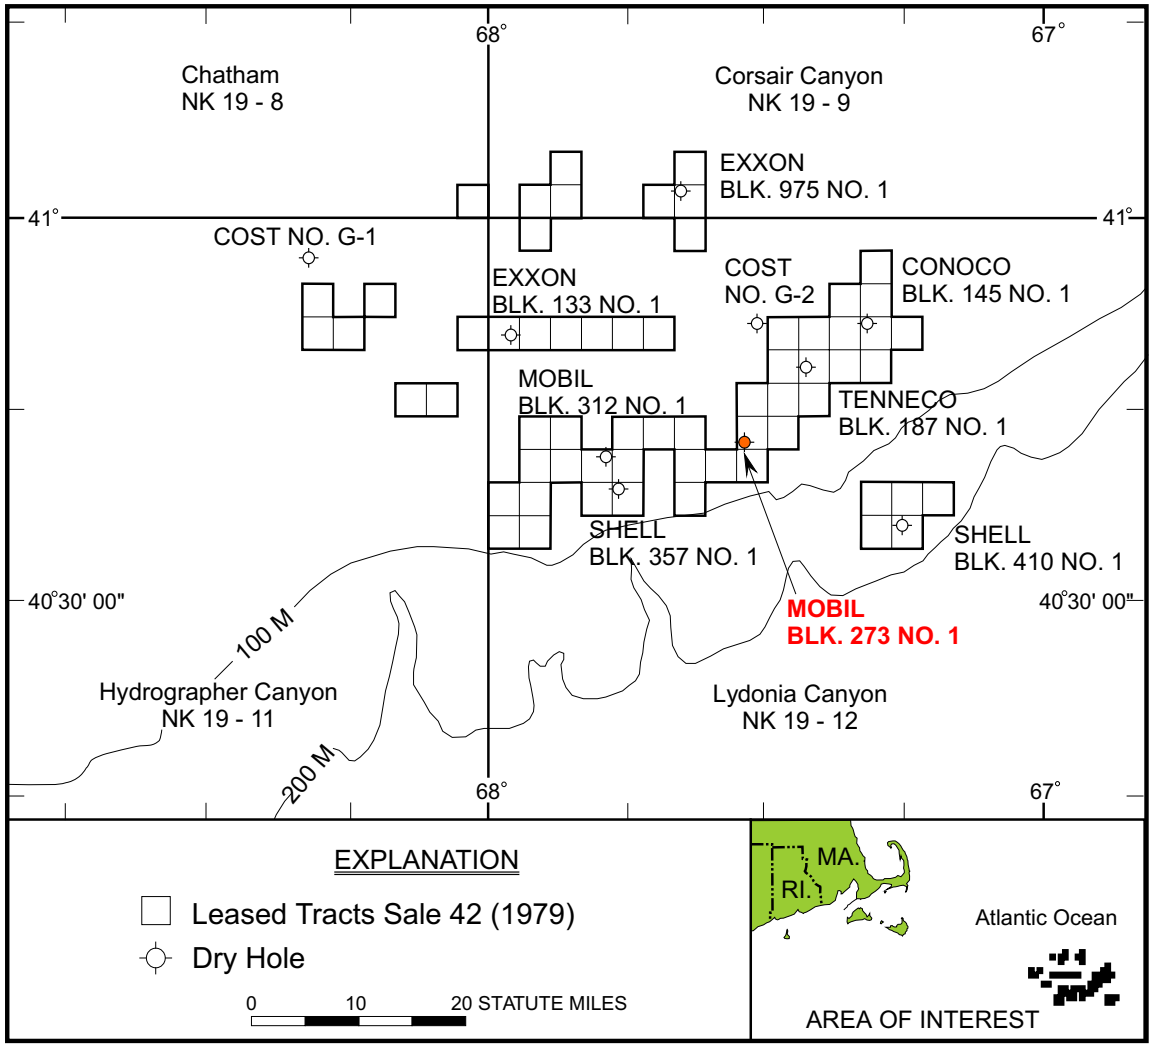 68°
67°
Chatham
NK 19 - 8
Corsair Canyon
NK 19 - 9
EXXON
BLK. 975 NO. 1
41°
41°
COST NO. G-1
EXXON
BLK. 133 NO. 1
COST
NO. G-2
CONOCO
BLK. 145 NO. 1
MOBIL
BLK. 312 NO. 1
TENNECO
BLK. 187 NO. 1
SHELL
BLK. 357 NO. 1
SHELL
BLK. 410 NO. 1
40°30' 00"
40°30' 00"
MOBIL
BLK. 273 NO. 1
100 M
Hydrographer Canyon
NK 19 - 11
Lydonia Canyon
NK 19 - 12
200 M
68°
67°
EXPLANATION
Leased Tracts Sale 42 (1979)
Dry Hole
0 10 20 STATUTE MILES
MA.
RI.
Atlantic Ocean
AREA OF INTEREST